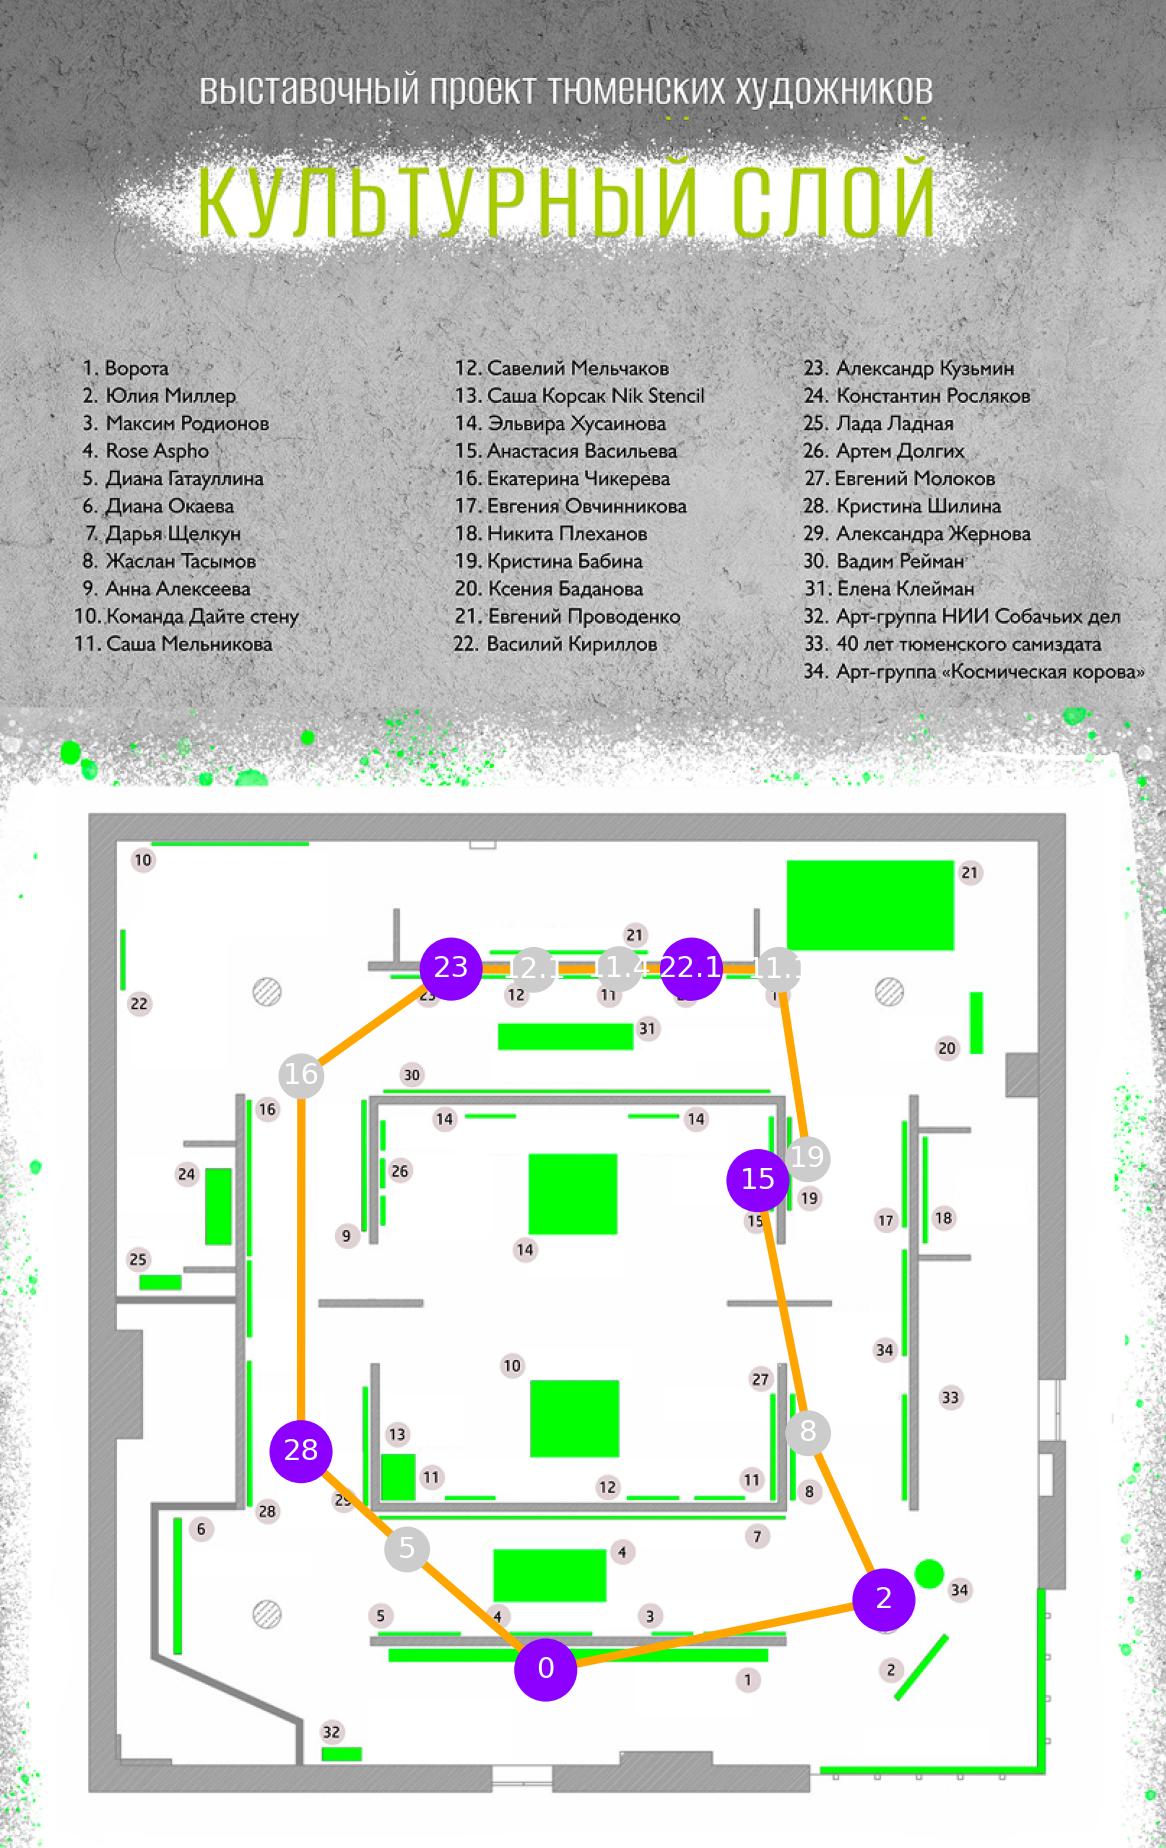 выставочный проект тюменских художников
КУЛЬТУРНЫЙ СЛОЙ
1. Ворота
2. Юлия Миллер
3. Максим Родионов
4. Rose Aspho
5. Диана Гатауллина
6. Диана Окаева
7. Дарья Щелкун
8. Жаслан Тасымов
9. Анна Алексеева
10. Команда Дайте стену
11. Саша Мельникова
12. Савелий Мельчаков
13. Саша Корсак Nik Stencil
14. Эльвира Хусаинова
15. Анастасия Васильева
16. Екатерина Чикерева
17. Евгения Овчинникова
18. Никита Плеханов
19. Кристина Бабина
20. Ксения Баданова
21. Евгений Проводенко
22. Василий Кириллов
23. Александр Кузьмин
24. Константин Росляков
25. Лада Ладная
26. Артем Долгих
27. Евгений Молоков
28. Кристина Шилина
29. Александра Жернова
30. Вадим Рейман
31. Елена Клейман
32. Арт-группа НИИ Собачьих дел
33. 40 лет тюменского самиздата
34. Арт-группа «Космическая корова»
10
21
21
23 12.1 11.4 22.1
22
12
11
31
20
16
30
16
14
14
24
26
19
15
19
15
17
18
9
25
14
34
10
27
33
13
8
28
11
12
11
8
29
28
6
7
5
4
34
2
5
4
3
0
2
1
32